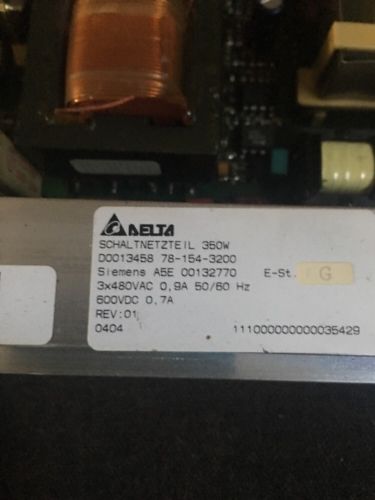 DELTA
SCHALTNETZTEIL 350W
D0013458 78-154-3200
Siemens A5E 00132770 E-St. G
3x480VAC 0,9A 50/60 Hz
600VDC 0,7A
REV:01
0404 111000000000035429